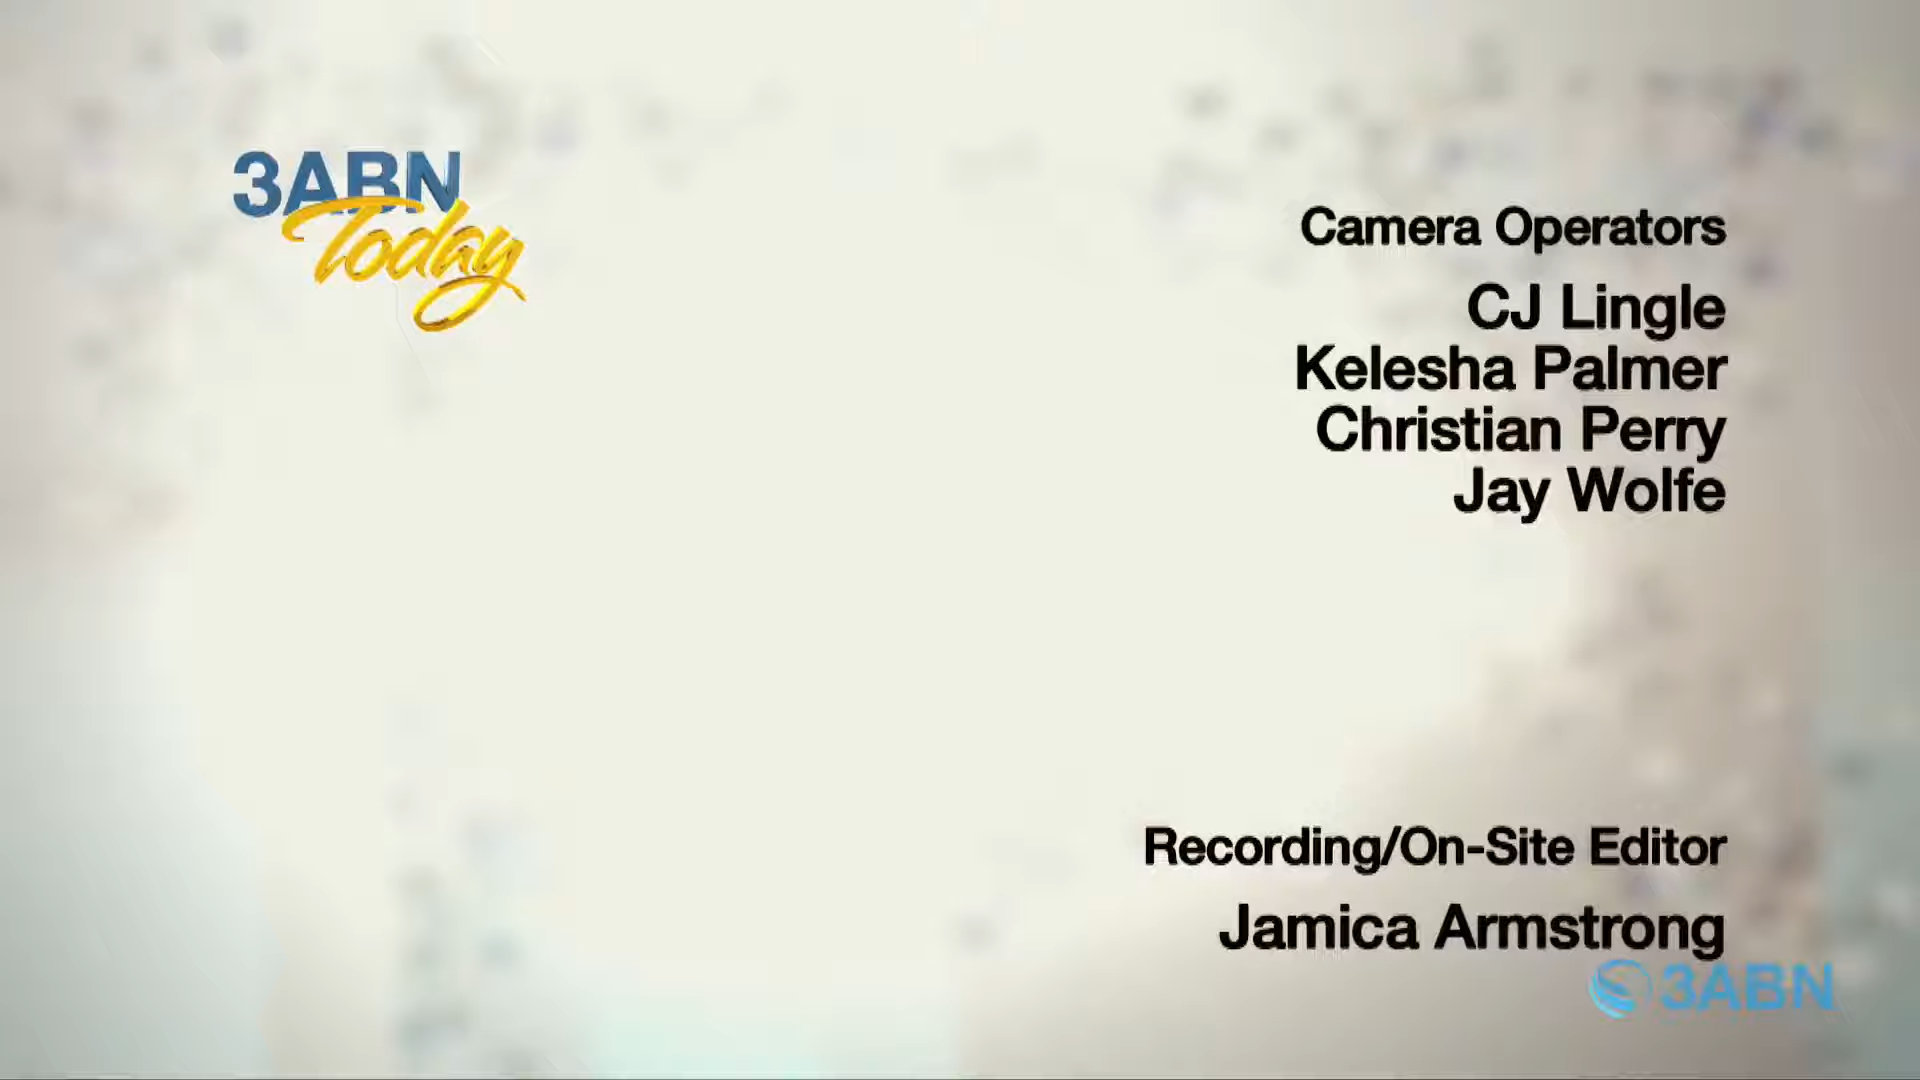 3ABN
Today
Camera Operators
CJ Lingle
Kelesha Palmer
Christian Perry
Jay Wolfe
Recording/On-Site Editor
Jamica Armstrong
3ABN